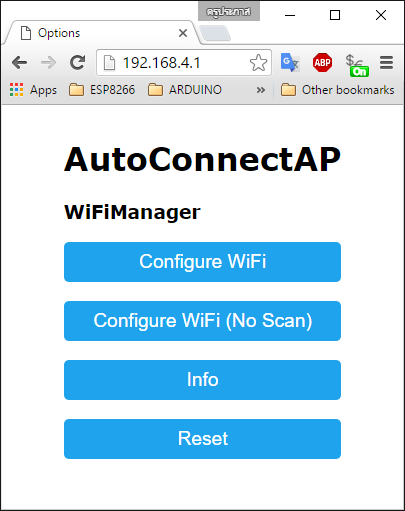 ครูประภาส
Options
192.168.4.1
ABP
On
Apps
ESP8266
ARDUINO
»
Other bookmarks
AutoConnectAP
WiFiManager
Configure WiFi
Configure WiFi (No Scan)
Info
Reset